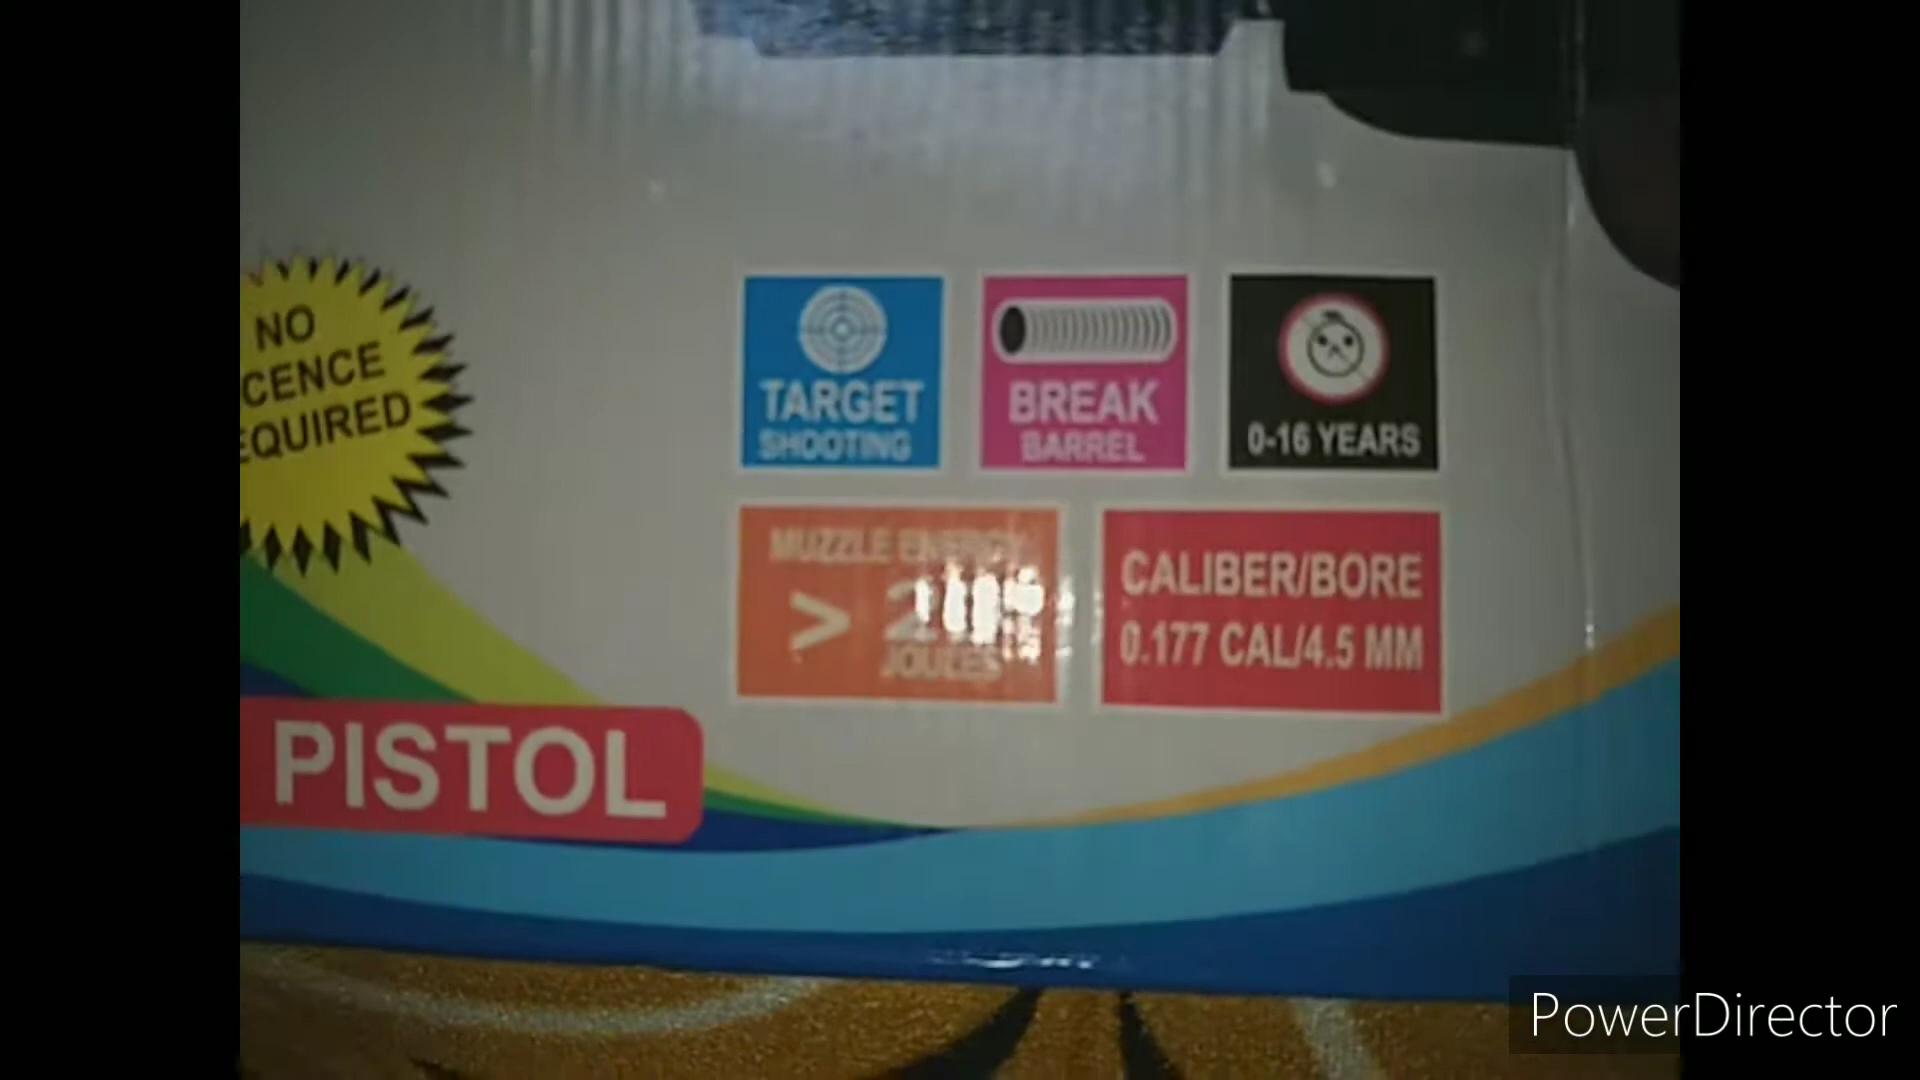 NO
CENCE
EQUIRED
TARGET
SHOOTING
BREAK
BARREL
0-16 YEARS
MUZZLE ENERGY
>
JOULES
CALIBER/BORE
0.177 CAL/4.5 MM
PISTOL
PowerDirector